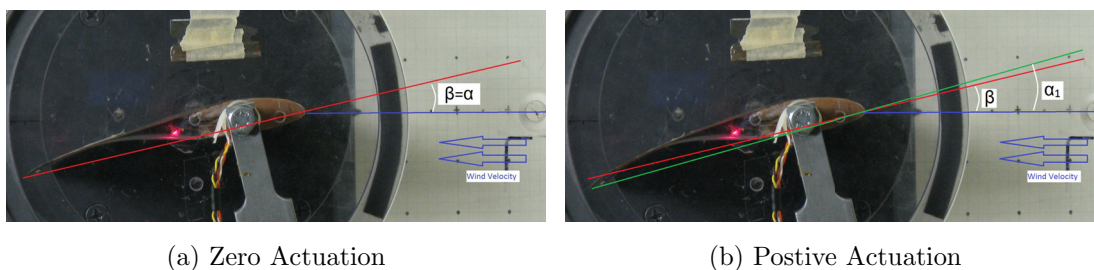 β=α
Wind Velocity
(a) Zero Actuation
β
α₁
Wind Velocity
(b) Postive Actuation